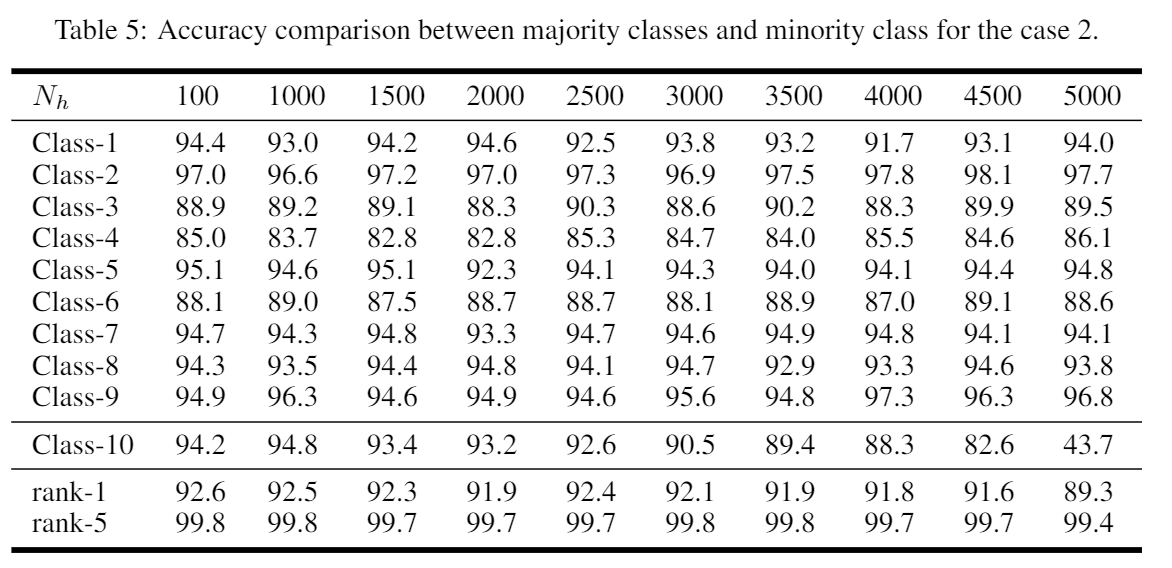 Table 5: Accuracy comparison between majority classes and minority class for the case 2.
N_h 100 1000 1500 2000 2500 3000 3500 4000 4500 5000
Class-1 94.4 93.0 94.2 94.6 92.5 93.8 93.2 91.7 93.1 94.0
Class-2 97.0 96.6 97.2 97.0 97.3 96.9 97.5 97.8 98.1 97.7
Class-3 88.9 89.2 89.1 88.3 90.3 88.6 90.2 88.3 89.9 89.5
Class-4 85.0 83.7 82.8 82.8 85.3 84.7 84.0 85.5 84.6 86.1
Class-5 95.1 94.6 95.1 92.3 94.1 94.3 94.0 94.1 94.4 94.8
Class-6 88.1 89.0 87.5 88.7 88.7 88.1 88.9 87.0 89.1 88.6
Class-7 94.7 94.3 94.8 93.3 94.7 94.6 94.9 94.8 94.1 94.1
Class-8 94.3 93.5 94.4 94.8 94.1 94.7 92.9 93.3 94.6 93.8
Class-9 94.9 96.3 94.6 94.9 94.6 95.6 94.8 97.3 96.3 96.8
Class-10 94.2 94.8 93.4 93.2 92.6 90.5 89.4 88.3 82.6 43.7
rank-1 92.6 92.5 92.3 91.9 92.4 92.1 91.9 91.8 91.6 89.3
rank-5 99.8 99.8 99.7 99.7 99.7 99.8 99.8 99.7 99.7 99.4